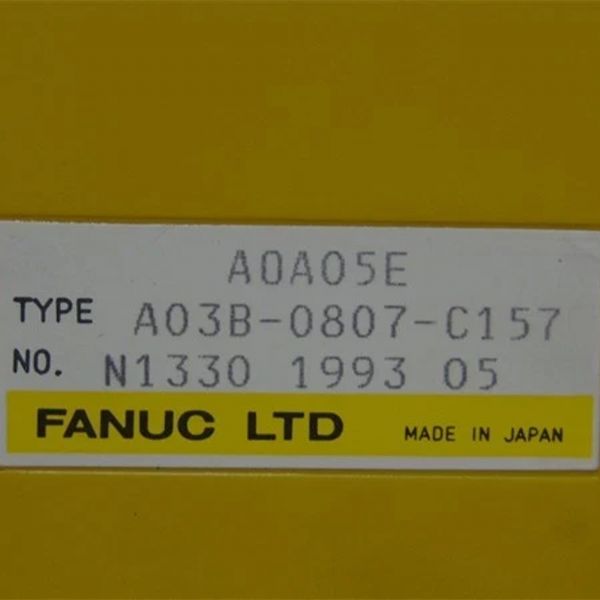 A0A05E
TYPE A03B-0807-C157
NO. N1330 1993 05
FANUC LTD MADE IN JAPAN